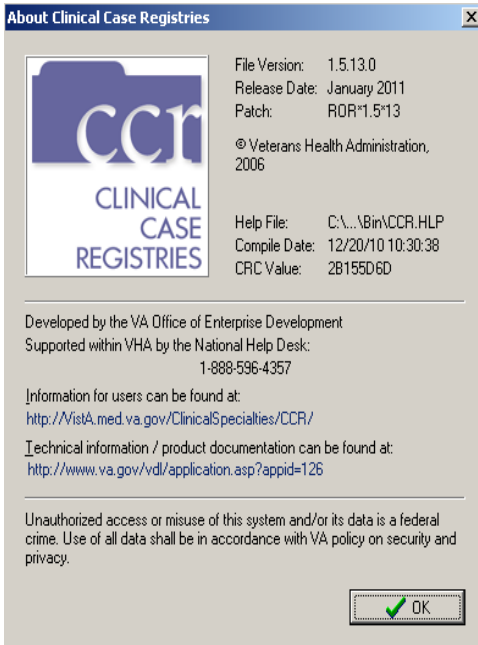 About Clinical Case Registries
ccr
CLINICAL
CASE
REGISTRIES
File Version: 1.5.13.0
Release Date: January 2011
Patch: ROR*1.5*13
© Veterans Health Administration,
2006
Help File: C:\...\Bin\CCR.HLP
Compile Date: 12/20/10 10:30:38
CRC Value: 2B155D6D
Developed by the VA Office of Enterprise Development
Supported within VHA by the National Help Desk:
1-888-596-4357
Information for users can be found at:
http://VistA.med.va.gov/ClinicalSpecialties/CCR/
Technical information / product documentation can be found at:
http://www.va.gov/vdl/application.asp?appid=126
Unauthorized access or misuse of this system and/or its data is a federal
crime. Use of all data shall be in accordance with VA policy on security and
privacy.
OK